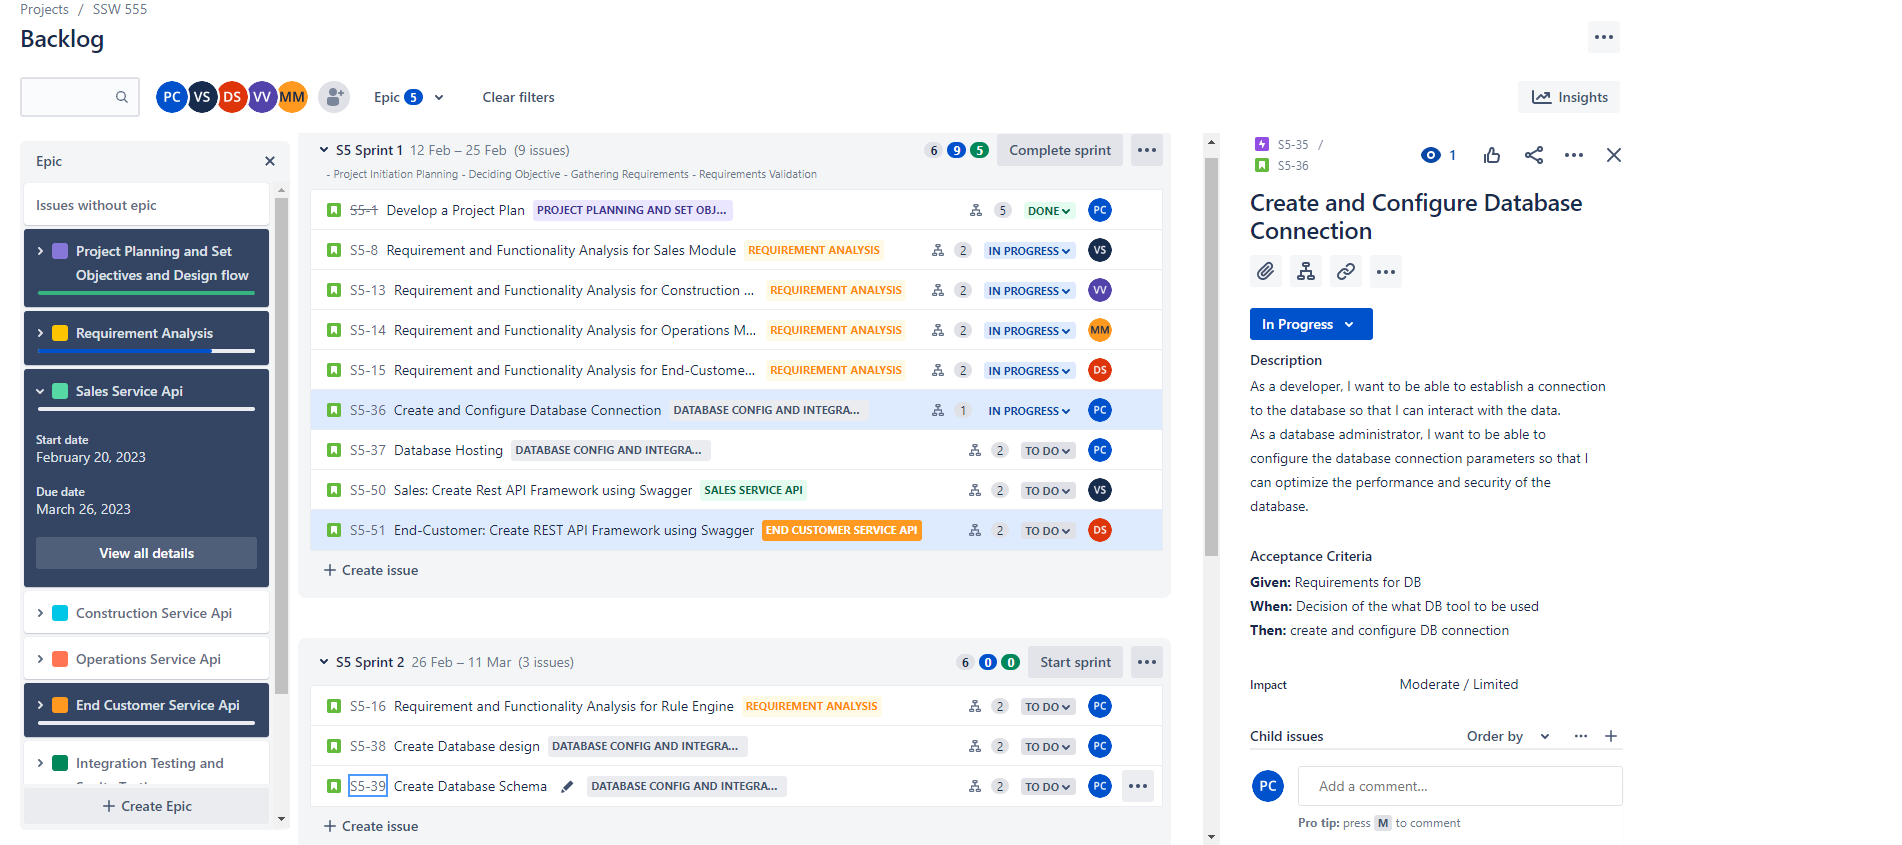 Projects / SSW 555
Backlog
PC VS DS VV MM
Epic 5
Clear filters
Insights
Epic
Issues without epic
Project Planning and Set
Objectives and Design flow
Requirement Analysis
Sales Service Api
Start date
February 20, 2023
Due date
March 26, 2023
View all details
Construction Service Api
Operations Service Api
End Customer Service Api
Integration Testing and
+ Create Epic
S5 Sprint 1 12 Feb – 25 Feb (9 issues) 6 9 5 Complete sprint
- Project Initiation Planning - Deciding Objective - Gathering Requirements - Requirements Validation
S5-1 Develop a Project Plan PROJECT PLANNING AND SET OBJ... 5 DONE PC
S5-8 Requirement and Functionality Analysis for Sales Module REQUIREMENT ANALYSIS 2 IN PROGRESS VS
S5-13 Requirement and Functionality Analysis for Construction ... REQUIREMENT ANALYSIS 2 IN PROGRESS VV
S5-14 Requirement and Functionality Analysis for Operations M... REQUIREMENT ANALYSIS 2 IN PROGRESS MM
S5-15 Requirement and Functionality Analysis for End-Custome... REQUIREMENT ANALYSIS 2 IN PROGRESS DS
S5-36 Create and Configure Database Connection DATABASE CONFIG AND INTEGRA... 1 IN PROGRESS PC
S5-37 Database Hosting DATABASE CONFIG AND INTEGRA... 2 TO DO PC
S5-50 Sales: Create Rest API Framework using Swagger SALES SERVICE API 2 TO DO VS
S5-51 End-Customer: Create REST API Framework using Swagger END CUSTOMER SERVICE API 2 TO DO DS
+ Create issue
S5 Sprint 2 26 Feb – 11 Mar (3 issues) 6 0 0 Start sprint
S5-16 Requirement and Functionality Analysis for Rule Engine REQUIREMENT ANALYSIS 2 TO DO PC
S5-38 Create Database design DATABASE CONFIG AND INTEGRA... 2 TO DO PC
S5-39 Create Database Schema DATABASE CONFIG AND INTEGRA... 2 TO DO PC
+ Create issue
S5-35 /
S5-36
1
Create and Configure Database
Connection
In Progress
Description
As a developer, I want to be able to establish a connection
to the database so that I can interact with the data.
As a database administrator, I want to be able to
configure the database connection parameters so that I
can optimize the performance and security of the
database.
Acceptance Criteria
Given: Requirements for DB
When: Decision of the what DB tool to be used
Then: create and configure DB connection
Impact Moderate / Limited
Child issues Order by
PC Add a comment...
Pro tip: press M to comment